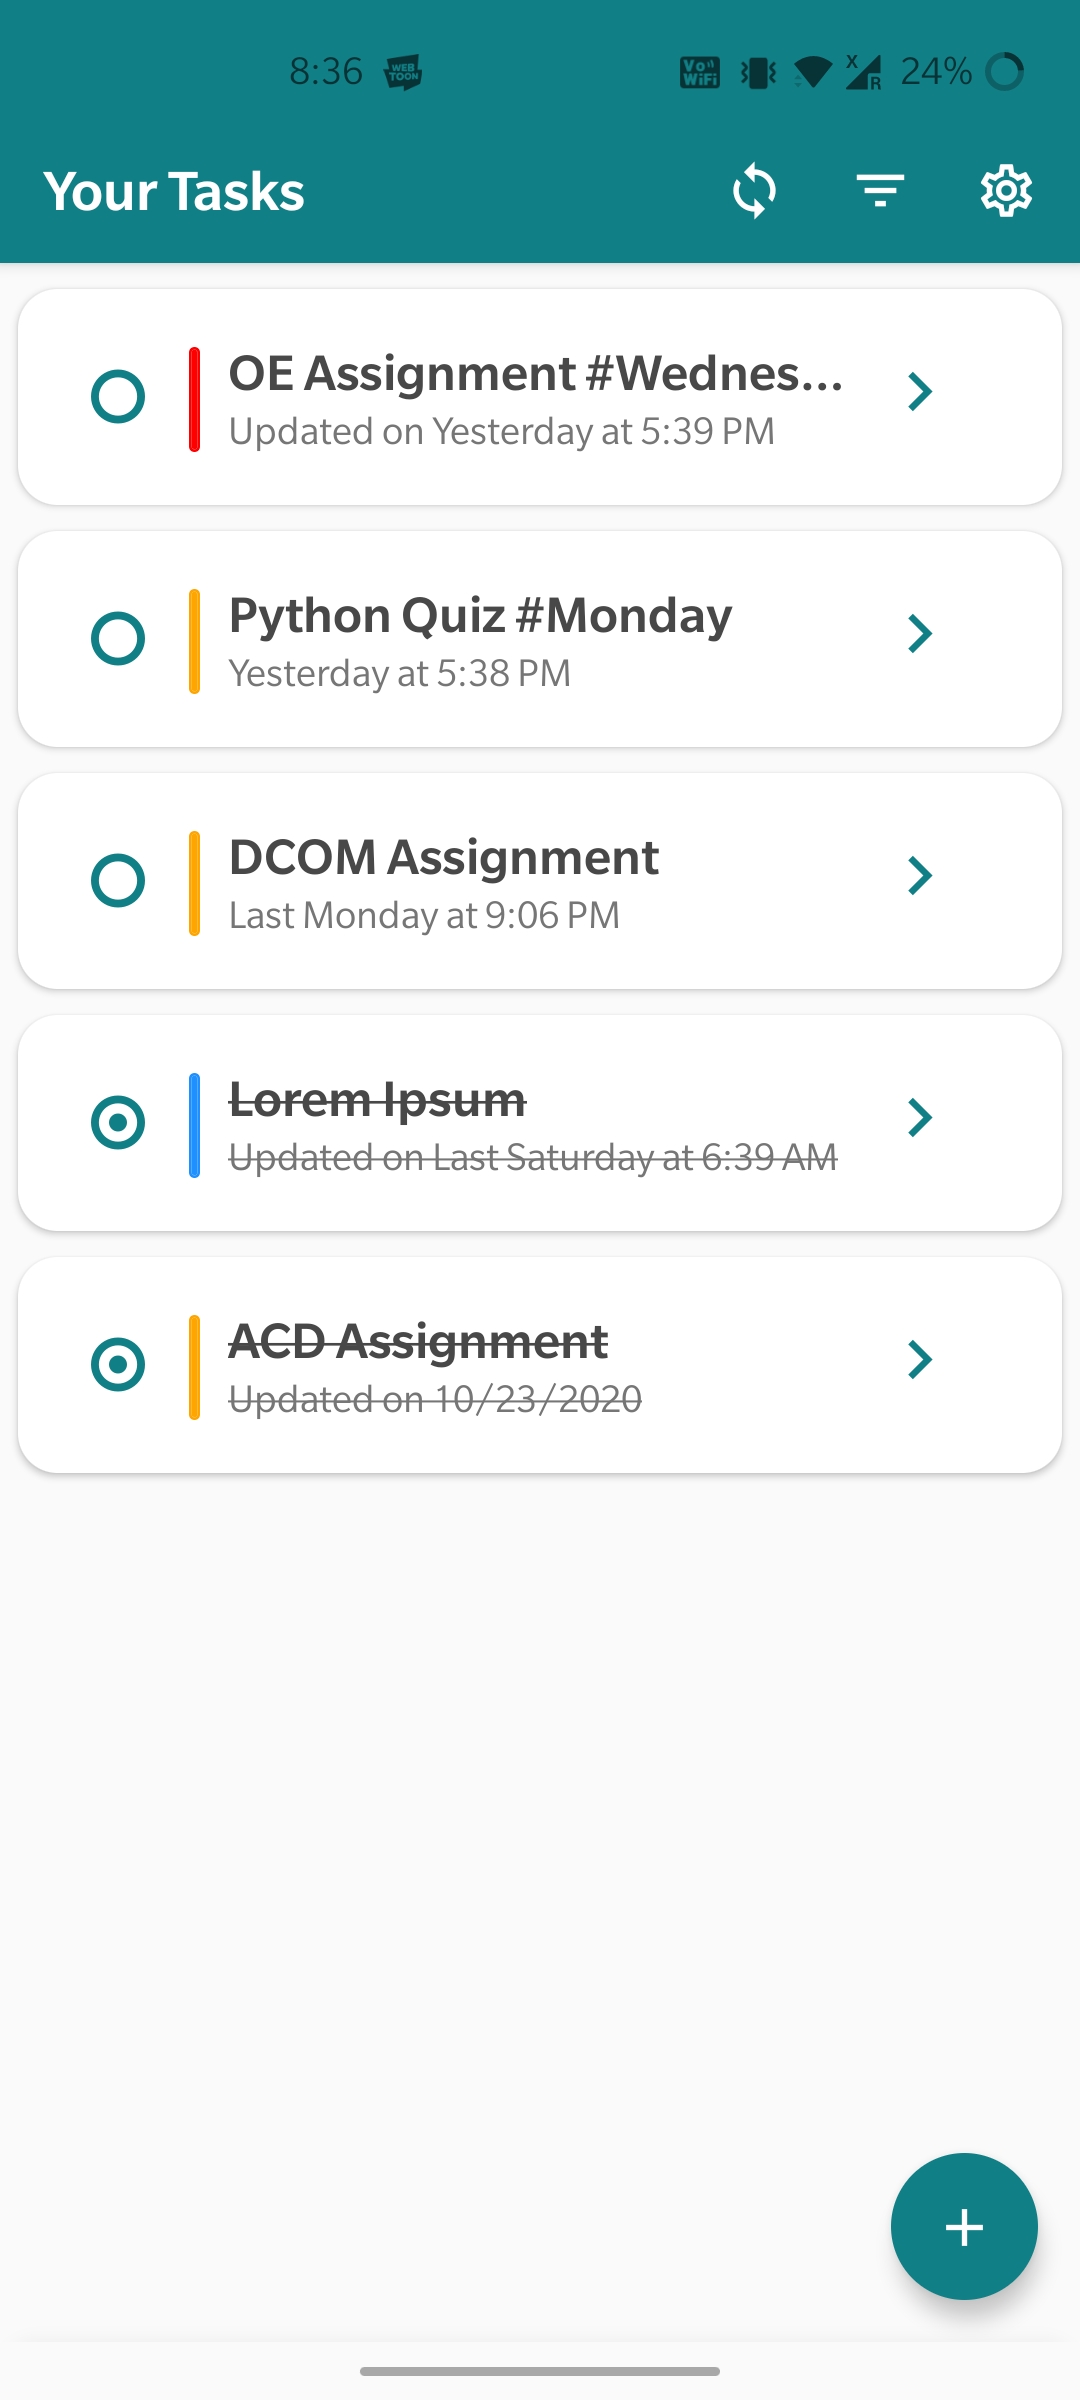 8:36 WEB TOON Vo WiFi X R 24%
Your Tasks
OE Assignment #Wednes...
Updated on Yesterday at 5:39 PM
Python Quiz #Monday
Yesterday at 5:38 PM
DCOM Assignment
Last Monday at 9:06 PM
Lorem Ipsum
Updated on Last Saturday at 6:39 AM
ACD Assignment
Updated on 10/23/2020